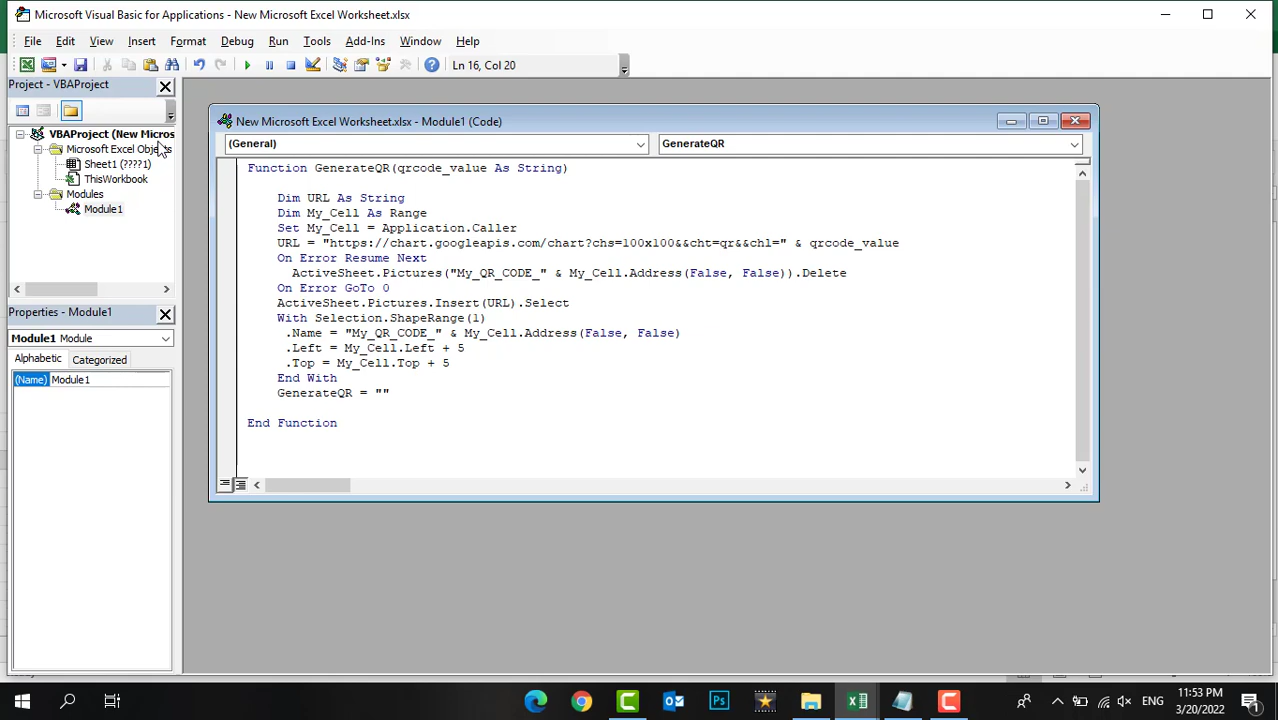 Microsoft Visual Basic for Applications - New Microsoft Excel Worksheet.xlsx
File Edit View Insert Format Debug Run Tools Add-Ins Window Help
Ln 16, Col 20
Project - VBAProject
VBAProject (New Micros
Microsoft Excel Objects
Sheet1 (????1)
ThisWorkbook
Modules
Module1
Properties - Module1
Module1 Module
Alphabetic Categorized
(Name) Module1
New Microsoft Excel Worksheet.xlsx - Module1 (Code)
(General) GenerateQR
Function GenerateQR(qrcode_value As String)
Dim URL As String
Dim My_Cell As Range
Set My_Cell = Application.Caller
URL = "https://chart.googleapis.com/chart?chs=100x100&&cht=qr&&chl=" & qrcode_value
On Error Resume Next
ActiveSheet.Pictures("My_QR_CODE_" & My_Cell.Address(False, False)).Delete
On Error GoTo 0
ActiveSheet.Pictures.Insert(URL).Select
With Selection.ShapeRange(1)
.Name = "My_QR_CODE_" & My_Cell.Address(False, False)
.Left = My_Cell.Left + 5
.Top = My_Cell.Top + 5
End With
GenerateQR = ""
End Function
ENG
11:53 PM
3/20/2022